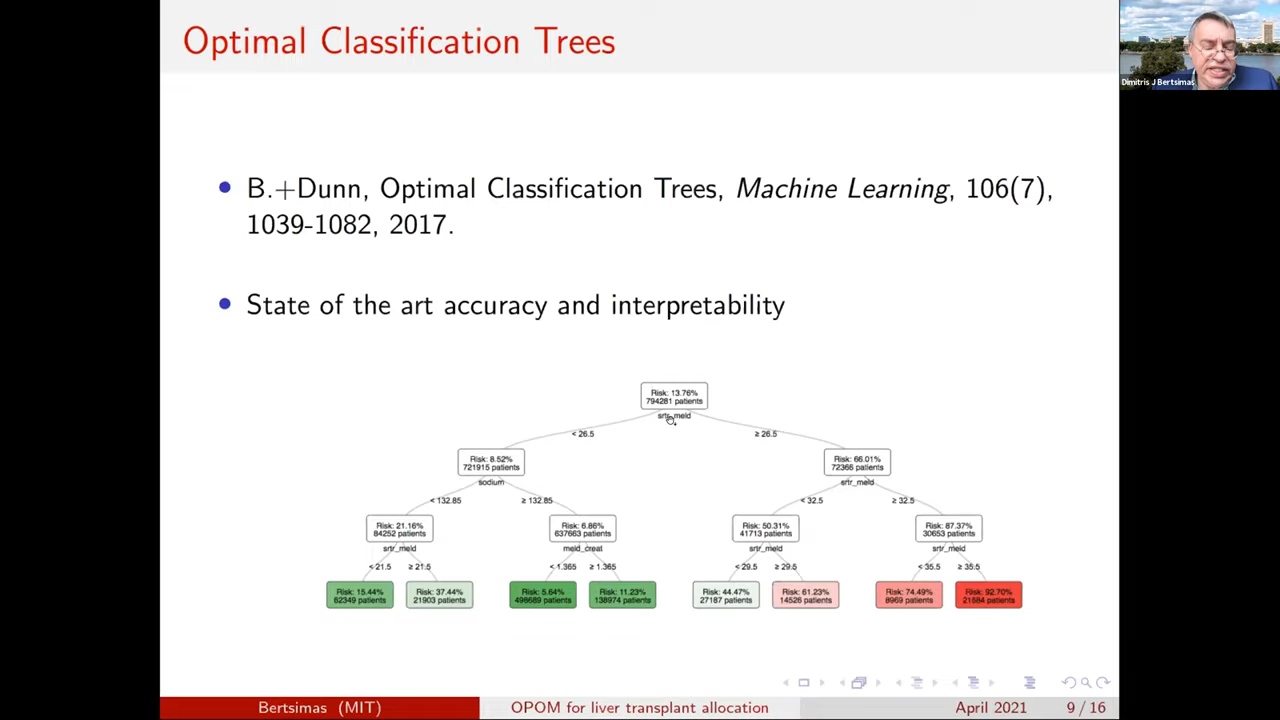 Optimal Classification Trees
Dimitris J Bertsimas
B.+Dunn, Optimal Classification Trees, Machine Learning, 106(7),
1039-1082, 2017.
State of the art accuracy and interpretability
Risk: 13.76%
794281 patients
srtr_meld
< 26.5
≥ 26.5
Risk: 8.52%
721915 patients
sodium
Risk: 66.01%
72366 patients
srtr_meld
< 132.85
≥ 132.85
< 32.5
≥ 32.5
Risk: 21.16%
84252 patients
srtr_meld
Risk: 6.86%
637663 patients
meld_creat
Risk: 50.31%
41713 patients
srtr_meld
Risk: 87.37%
30653 patients
srtr_meld
< 21.5
≥ 21.5
< 1.365
≥ 1.365
< 29.5
≥ 29.5
< 35.5
≥ 35.5
Risk: 15.44%
62349 patients
Risk: 37.44%
21903 patients
Risk: 5.64%
498689 patients
Risk: 11.23%
138974 patients
Risk: 44.47%
27187 patients
Risk: 61.23%
14526 patients
Risk: 74.49%
8969 patients
Risk: 92.70%
21684 patients
Bertsimas (MIT)
OPOM for liver transplant allocation
April 2021
9 / 16